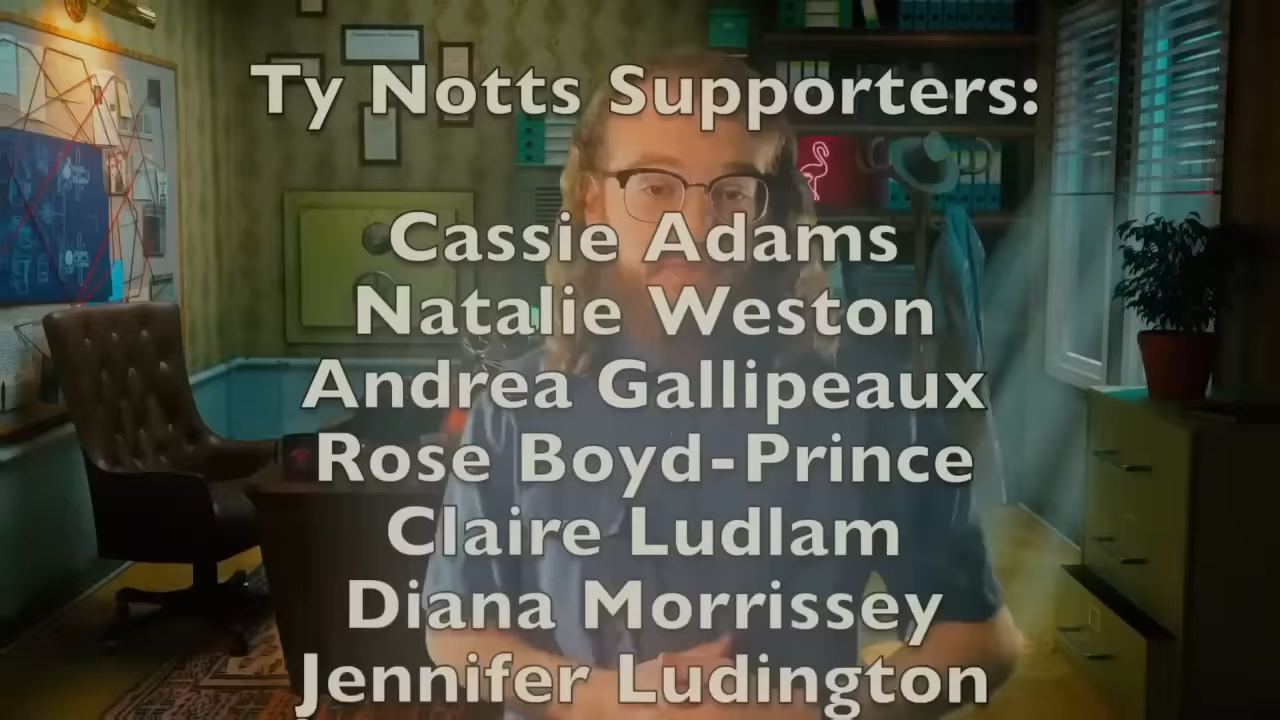 Ty Notts Supporters:
Cassie Adams
Natalie Weston
Andrea Gallipeaux
Rose Boyd-Prince
Claire Ludlam
Diana Morrissey
Jennifer Ludington